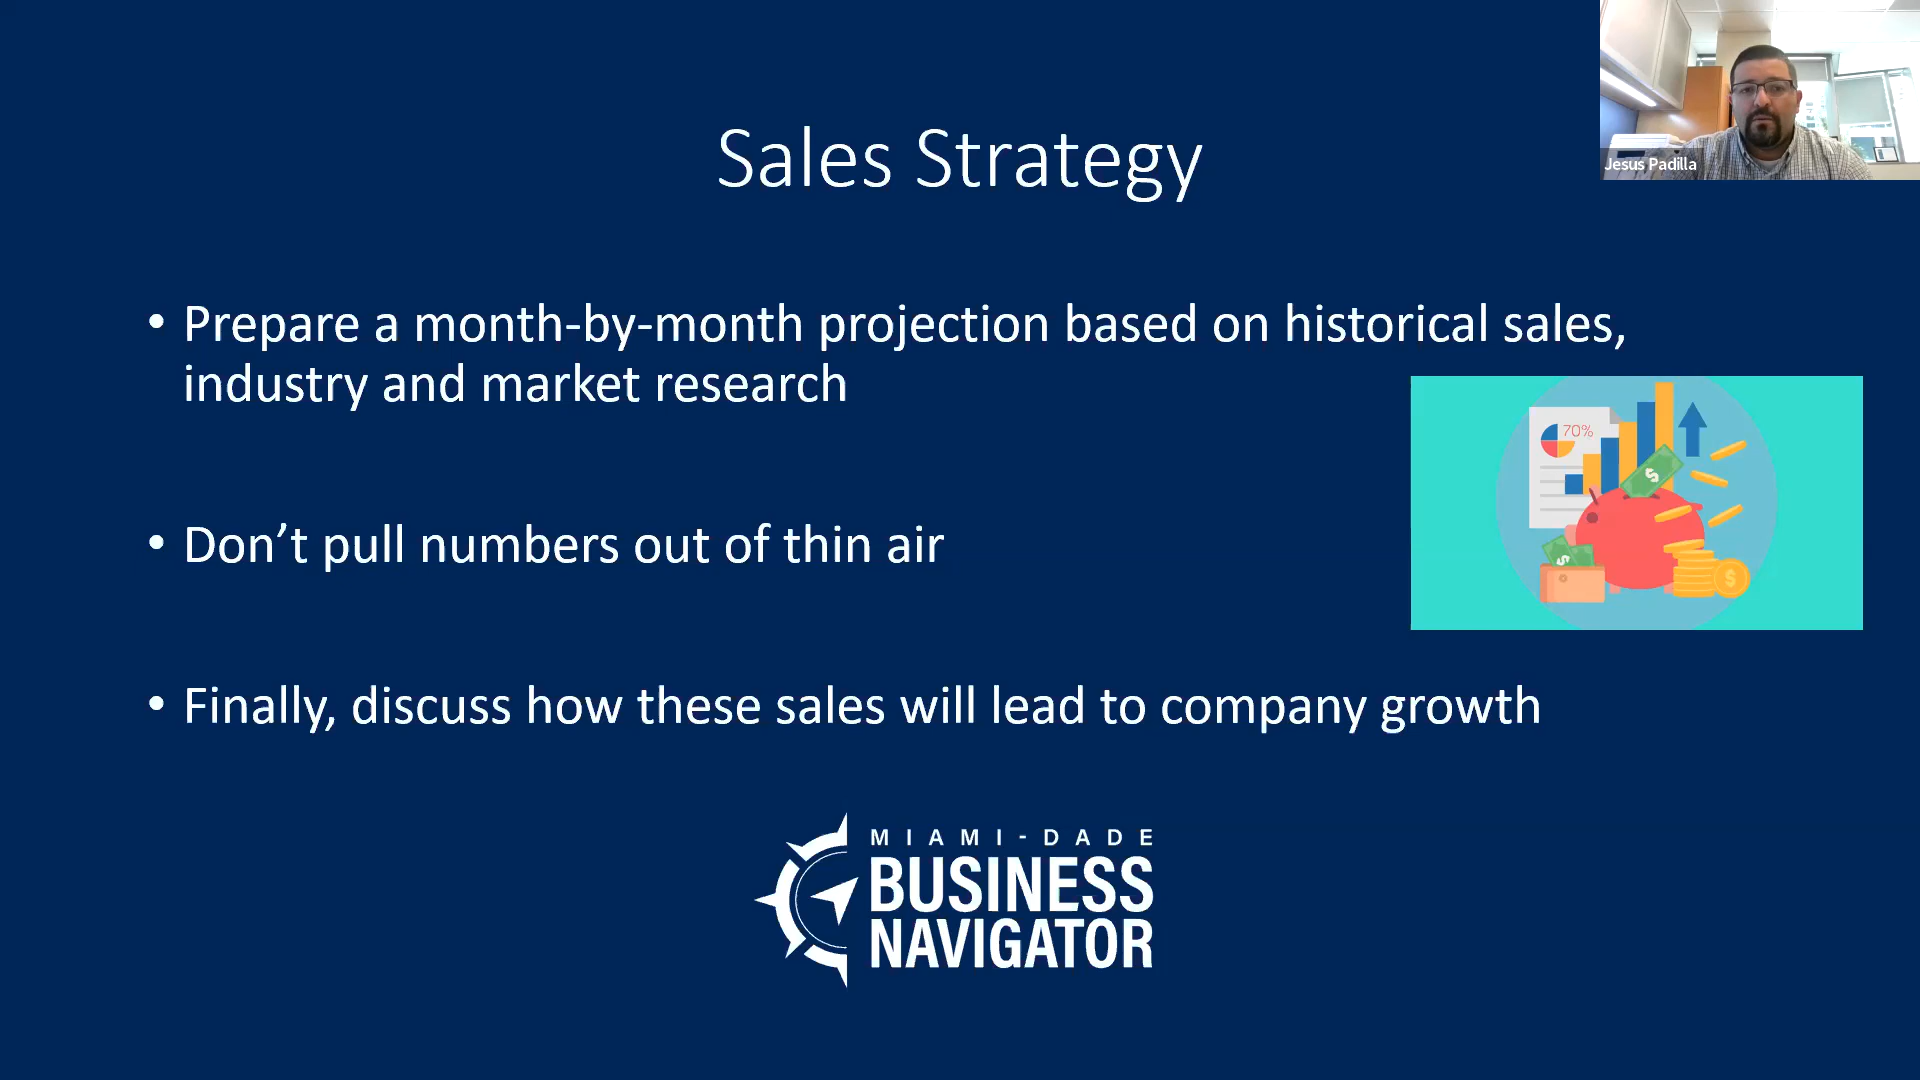 Sales Strategy
Jesus Padilla
• Prepare a month-by-month projection based on historical sales,
industry and market research
70%
$
• Don’t pull numbers out of thin air
$
$
• Finally, discuss how these sales will lead to company growth
MIAMI-DADE
BUSINESS
NAVIGATOR